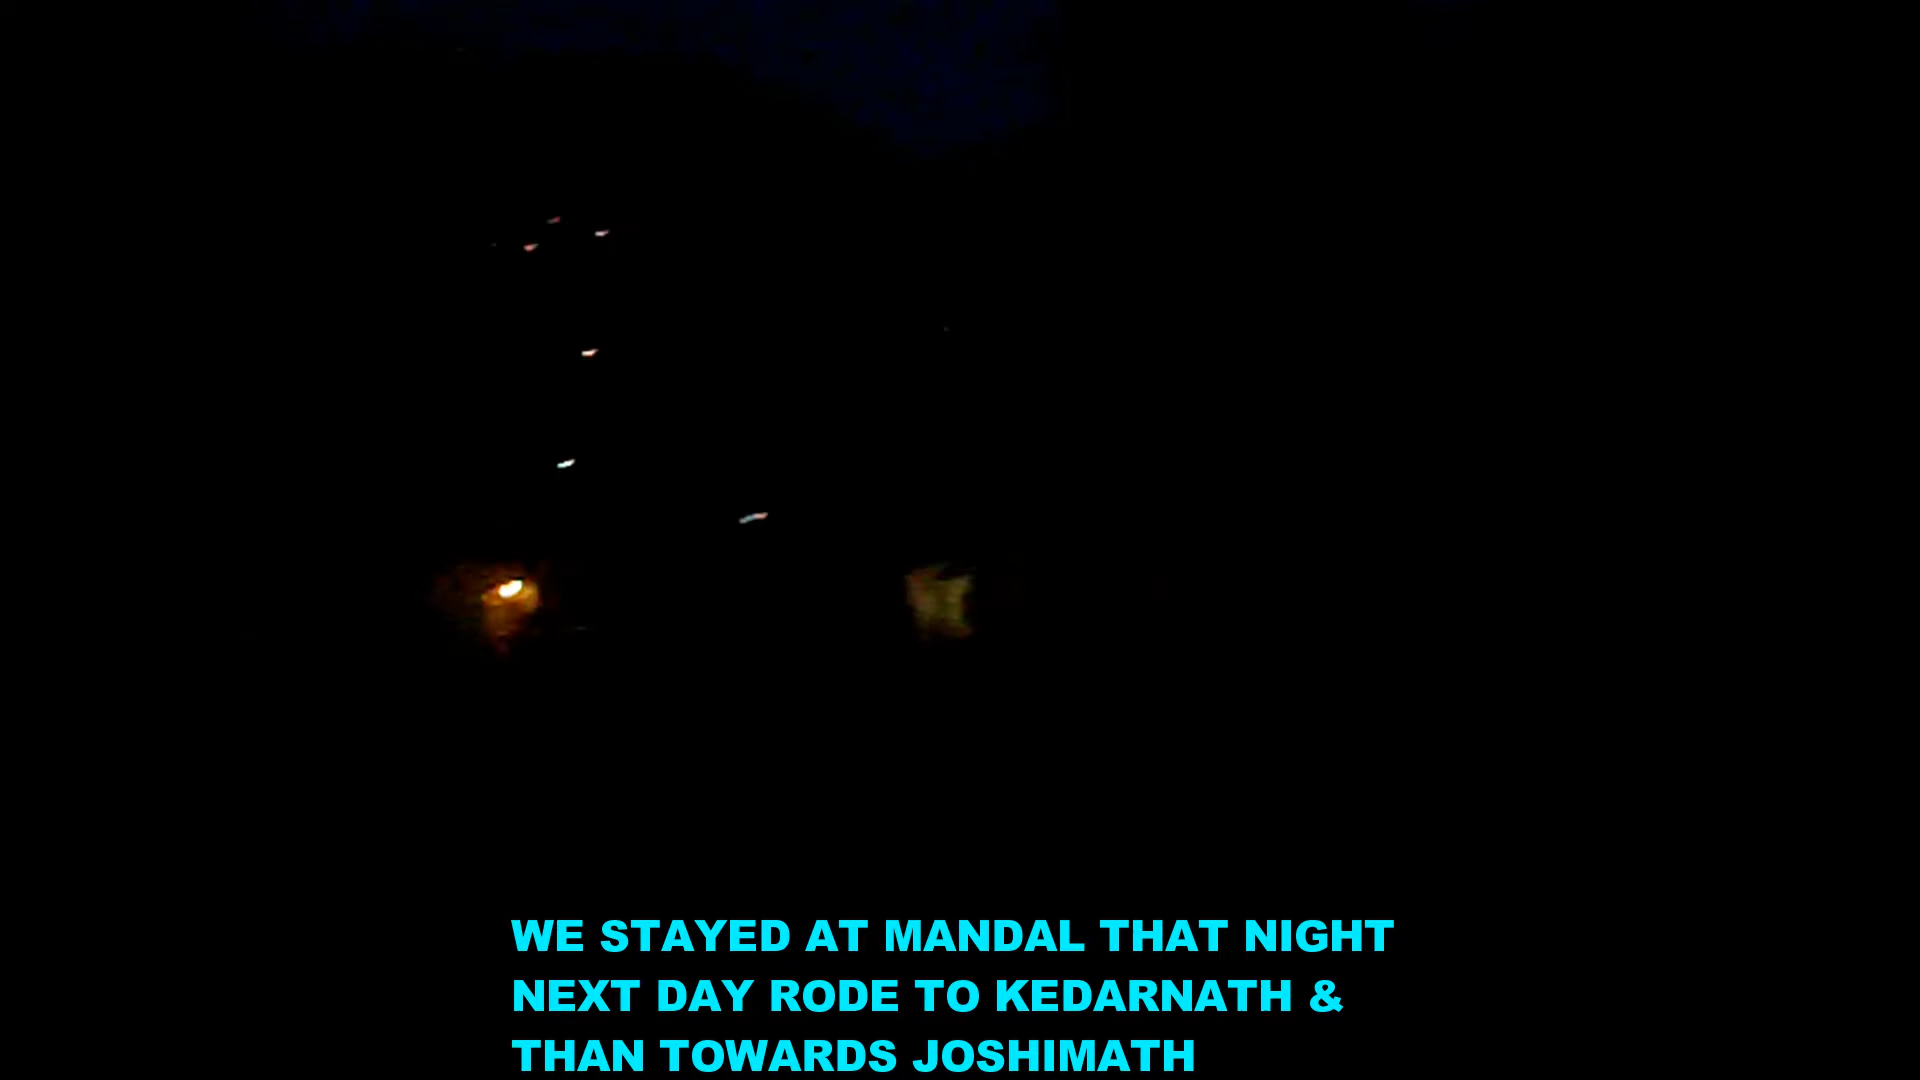 WE STAYED AT MANDAL THAT NIGHT
NEXT DAY RODE TO KEDARNATH &
THAN TOWARDS JOSHIMATH